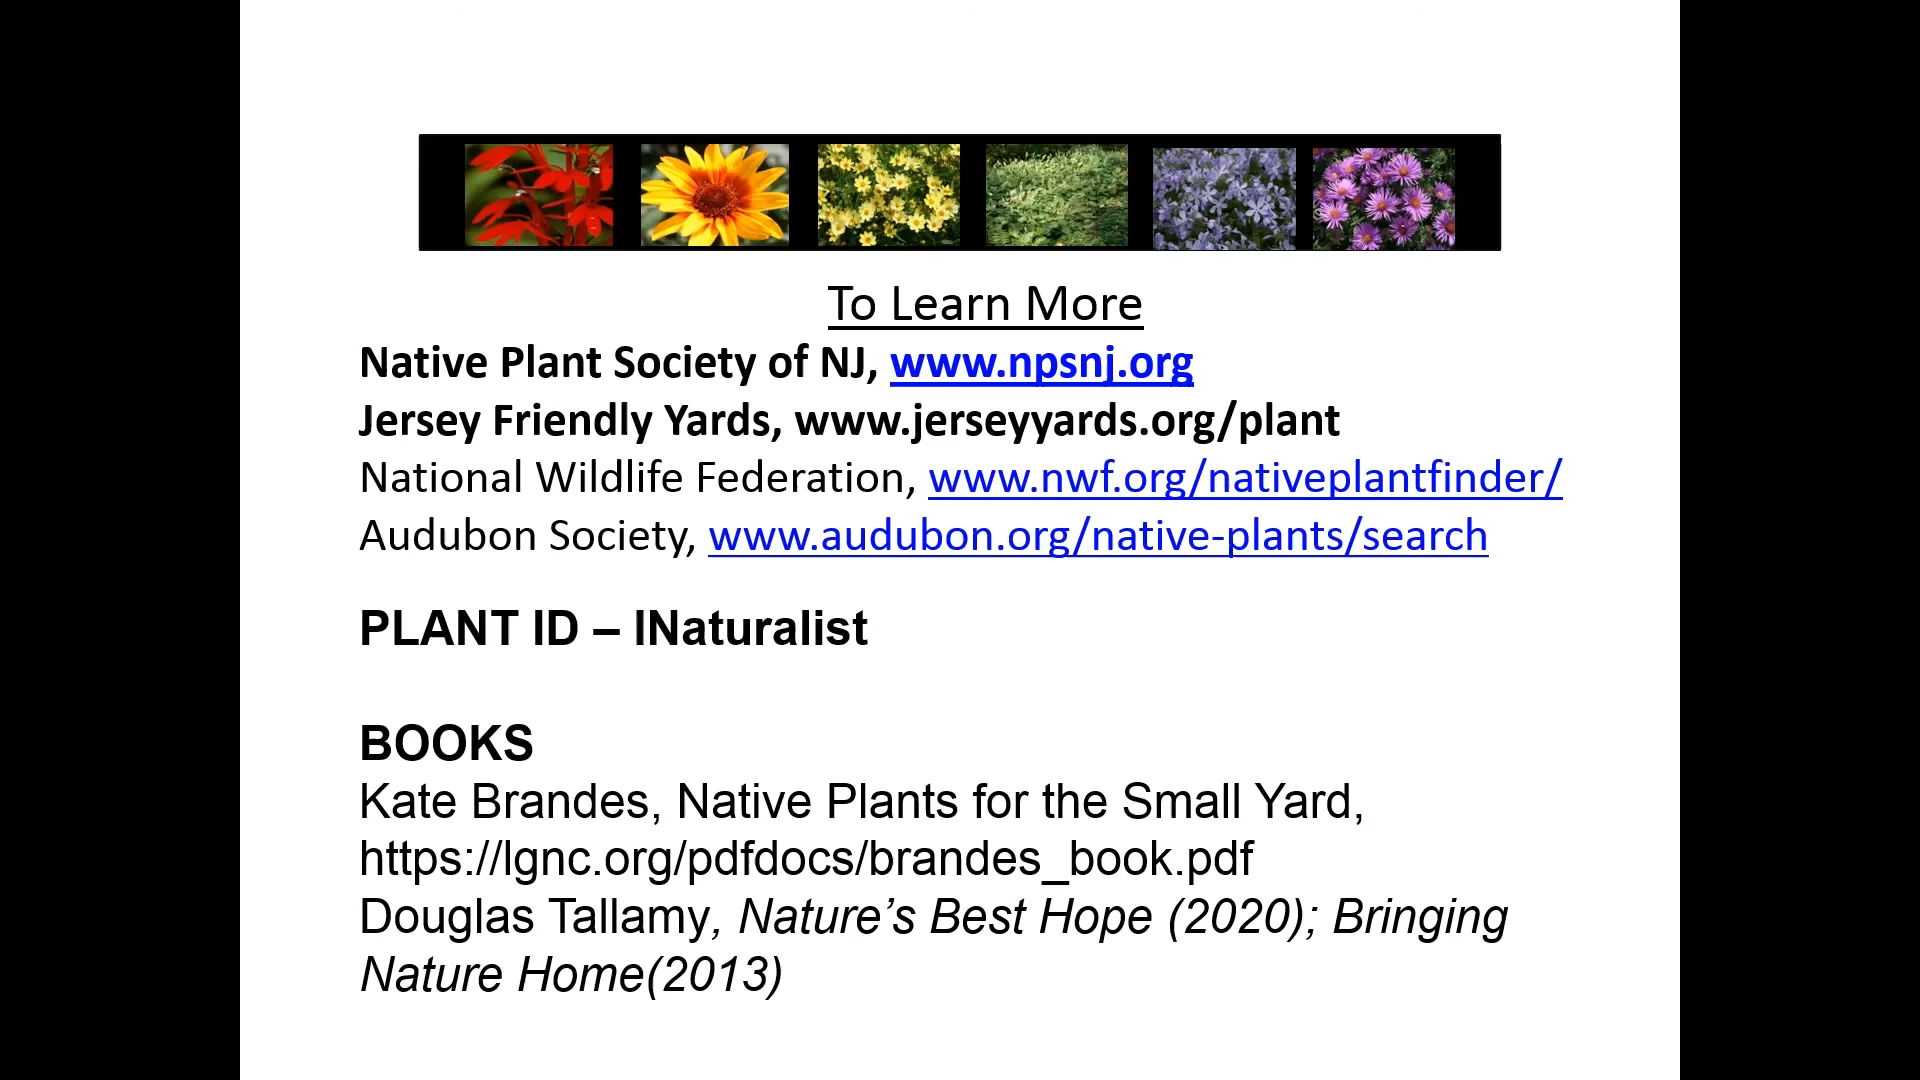 To Learn More
Native Plant Society of NJ, www.npsnj.org
Jersey Friendly Yards, www.jerseyyards.org/plant
National Wildlife Federation, www.nwf.org/nativeplantfinder/
Audubon Society, www.audubon.org/native-plants/search
PLANT ID – INaturalist
BOOKS
Kate Brandes, Native Plants for the Small Yard,
https://lgnc.org/pdfdocs/brandes_book.pdf
Douglas Tallamy, Nature’s Best Hope (2020); Bringing
Nature Home(2013)